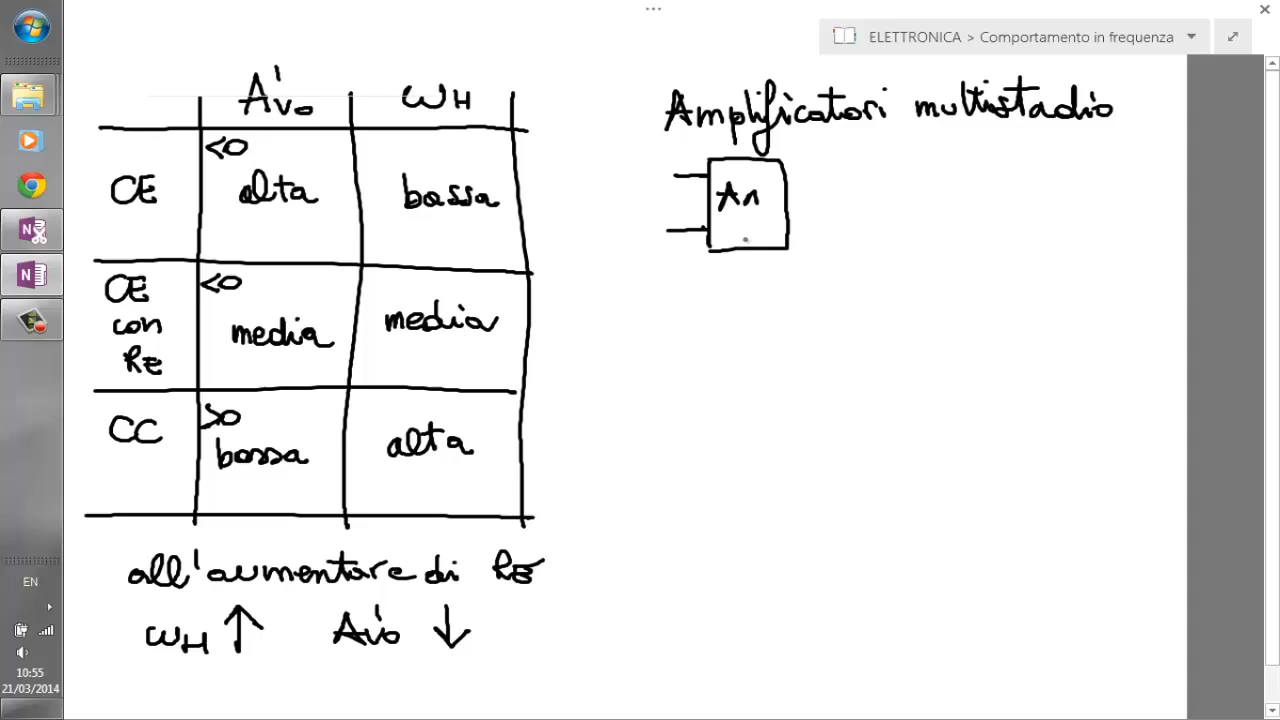 ELETTRONICA > Comportamento in frequenza
A'vo ωH
CE <0 alta bassa
CE con RE <0 media media
CC >0 bassa alta
all'aumentare di RE
ωH ↑ A'vo ↓
Amplificatori multistadio
A1
EN
10:55
21/03/2014